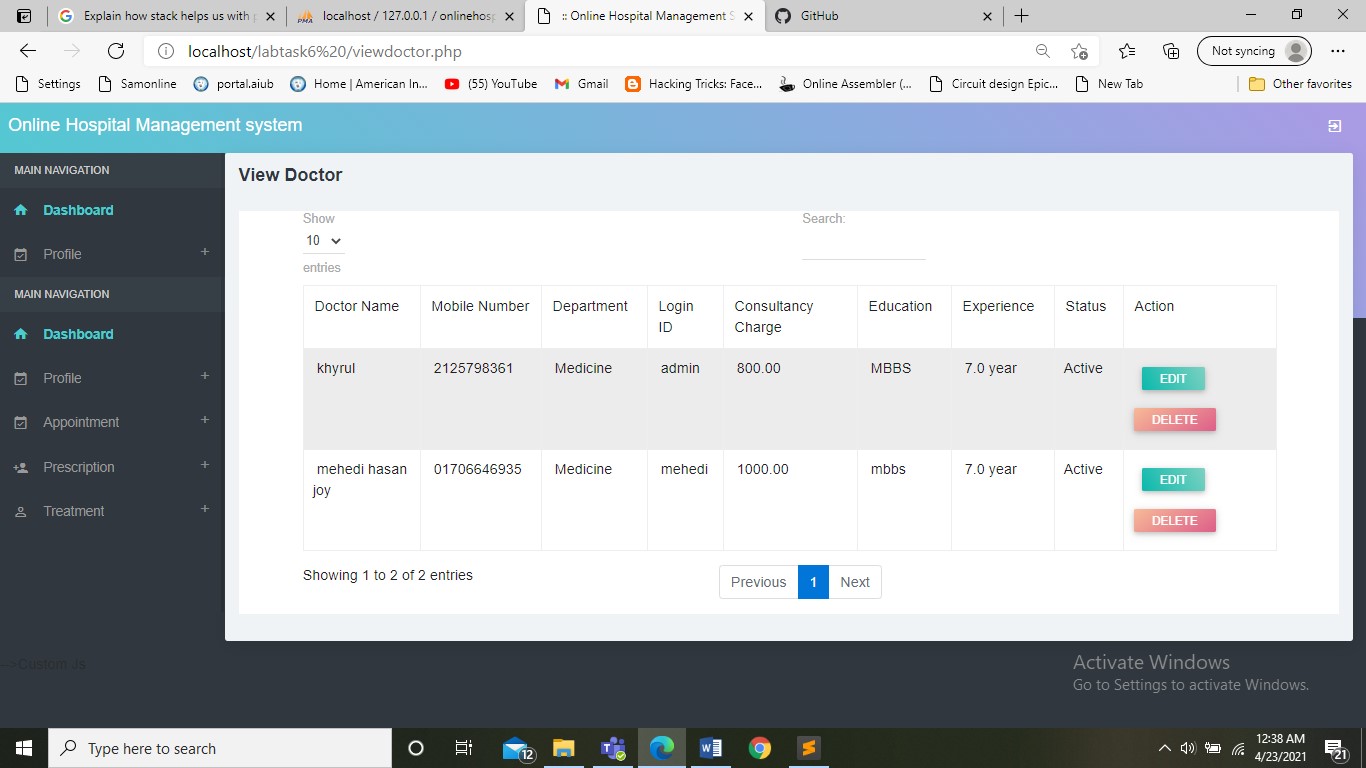 Explain how stack helps us with
localhost / 127.0.0.1 / onlinehos
:: Online Hospital Management S
GitHub
localhost/labtask6%20/viewdoctor.php
Not syncing
Settings
Samonline
portal.aiub
Home | American In...
(55) YouTube
Gmail
Hacking Tricks: Face...
Online Assembler (...
Circuit design Epic...
New Tab
Other favorites
Online Hospital Management system
MAIN NAVIGATION
Dashboard
Profile +
MAIN NAVIGATION
Dashboard
Profile +
Appointment +
Prescription +
Treatment +
View Doctor
Show
10
entries
Search:
Doctor Name Mobile Number Department Login ID Consultancy Charge Education Experience Status Action
khyrul 2125798361 Medicine admin 800.00 MBBS 7.0 year Active EDIT
DELETE
mehedi hasan joy 01706646935 Medicine mehedi 1000.00 mbbs 7.0 year Active EDIT
DELETE
Showing 1 to 2 of 2 entries
Previous 1 Next
-->Custom Js
Activate Windows
Go to Settings to activate Windows.
Type here to search
12
12:38 AM
4/23/2021
21